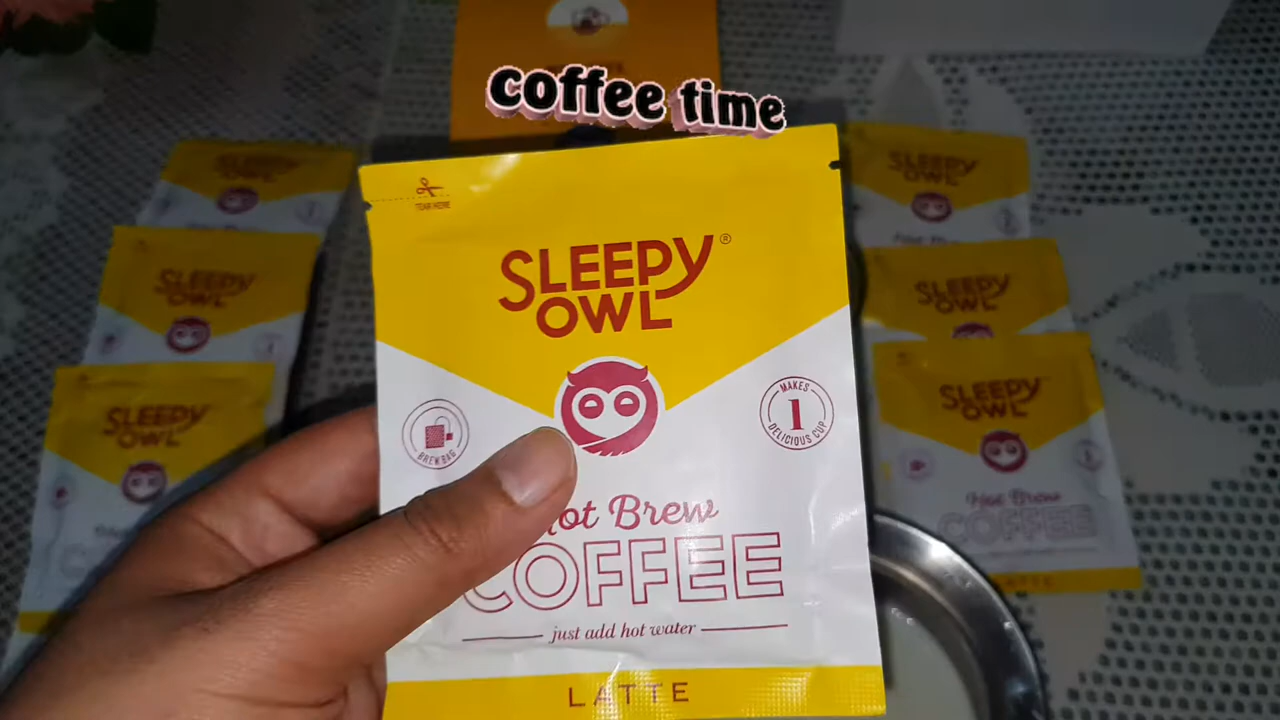 coffee time
TEAR HERE
SLEEPY®
OWL
BREW BAG
MAKES
1
DELICIOUS CUP
Hot Brew
COFFEE
just add hot water
LATTE
SLEEPY
OWL
SLEEPY
OWL
SLEEPY
OWL
SLEEPY
OWL
SLEEPY
OWL
SLEEPY
OWL
Hot Brew
COFFEE
LATTE